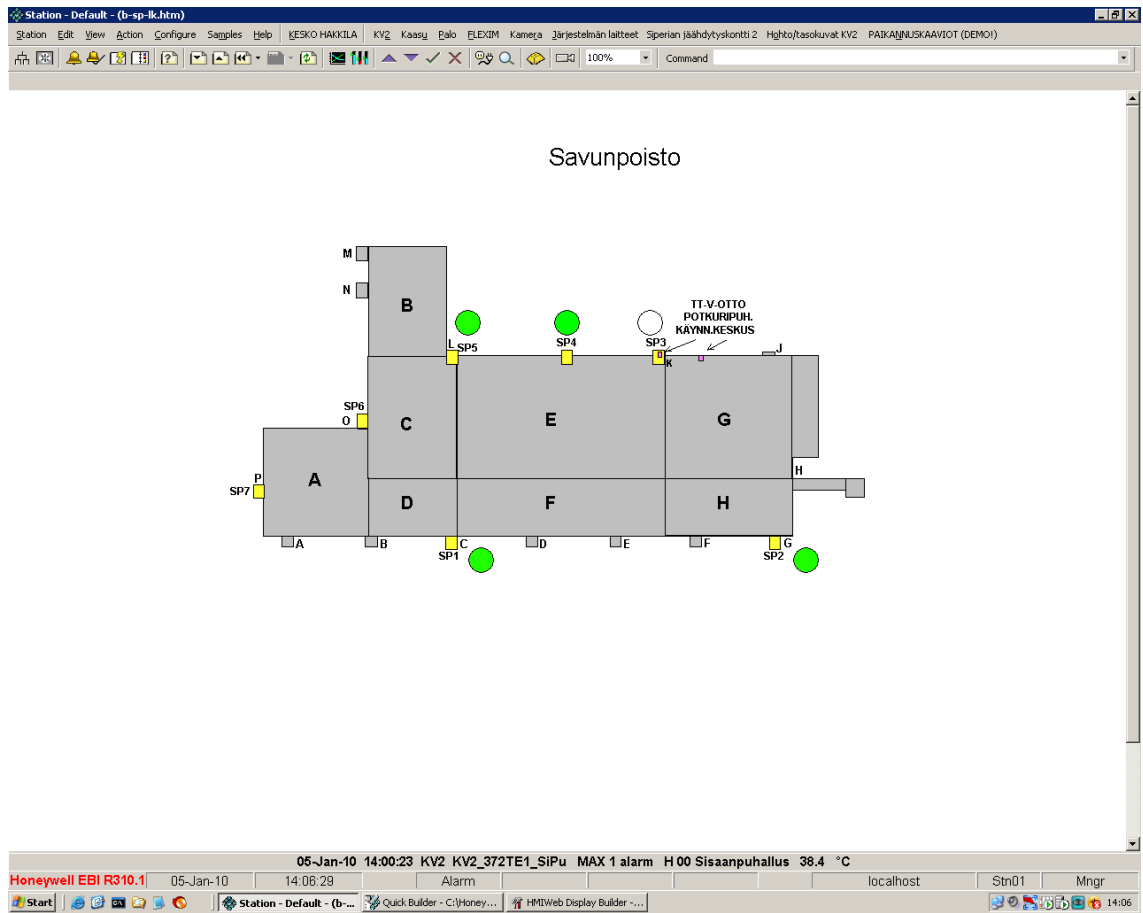 Station - Default - (b-sp-lk.htm)
Station Edit View Action Configure Samples Help KESKO HAKKILA KV2 Kaasu Palo FLEXIM Kamera Järjestelmän laitteet Siperian jäähdytyskontti 2 Hghto/tasokuvat KV2 PAIKANNUSKAAVIOT (DEMO!)
100% Command
Savunpoisto
M
N
B
TT-V-OTTO
POTKURIPUH.
KÄYNN.KESKUS
L SP5 SP4 SP3 J
K
SP6
O C E G
P A H
SP7
D F H
A B C D E F G
SP1 SP2
05-Jan-10 14:00:23 KV2 KV2_372TE1_SiPu MAX 1 alarm H 00 Sisaanpuhallus 38.4 °C
Honeywell EBI R310.1 05-Jan-10 14:06:29 Alarm localhost Stn01 Mngr
Start Station - Default - (b-... Quick Builder - C:\Honey... HMIWeb Display Builder -... 14:06